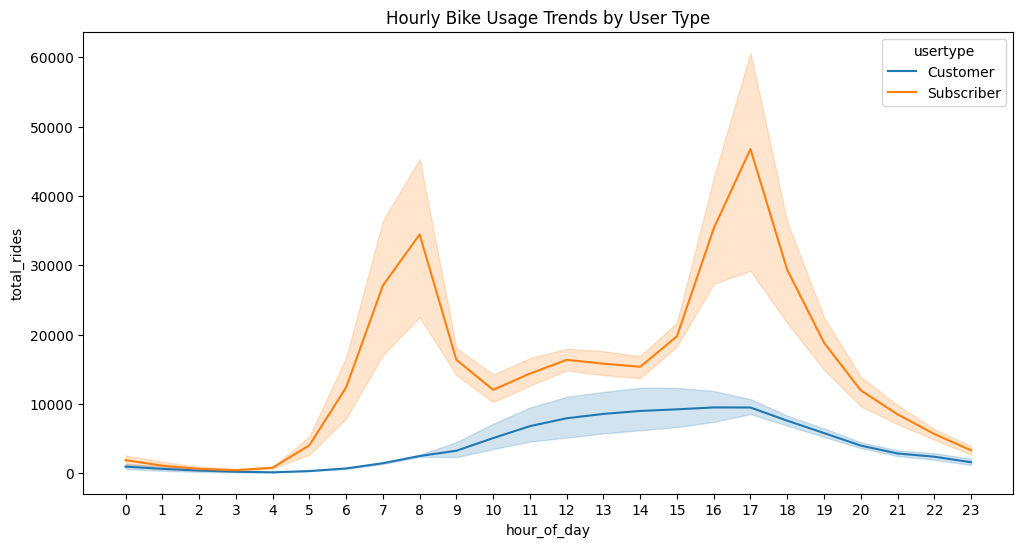 Hourly Bike Usage Trends by User Type
usertype
Customer
Subscriber
total_rides
60000
50000
40000
30000
20000
10000
0
0 1 2 3 4 5 6 7 8 9 10 11 12 13 14 15 16 17 18 19 20 21 22 23
hour_of_day